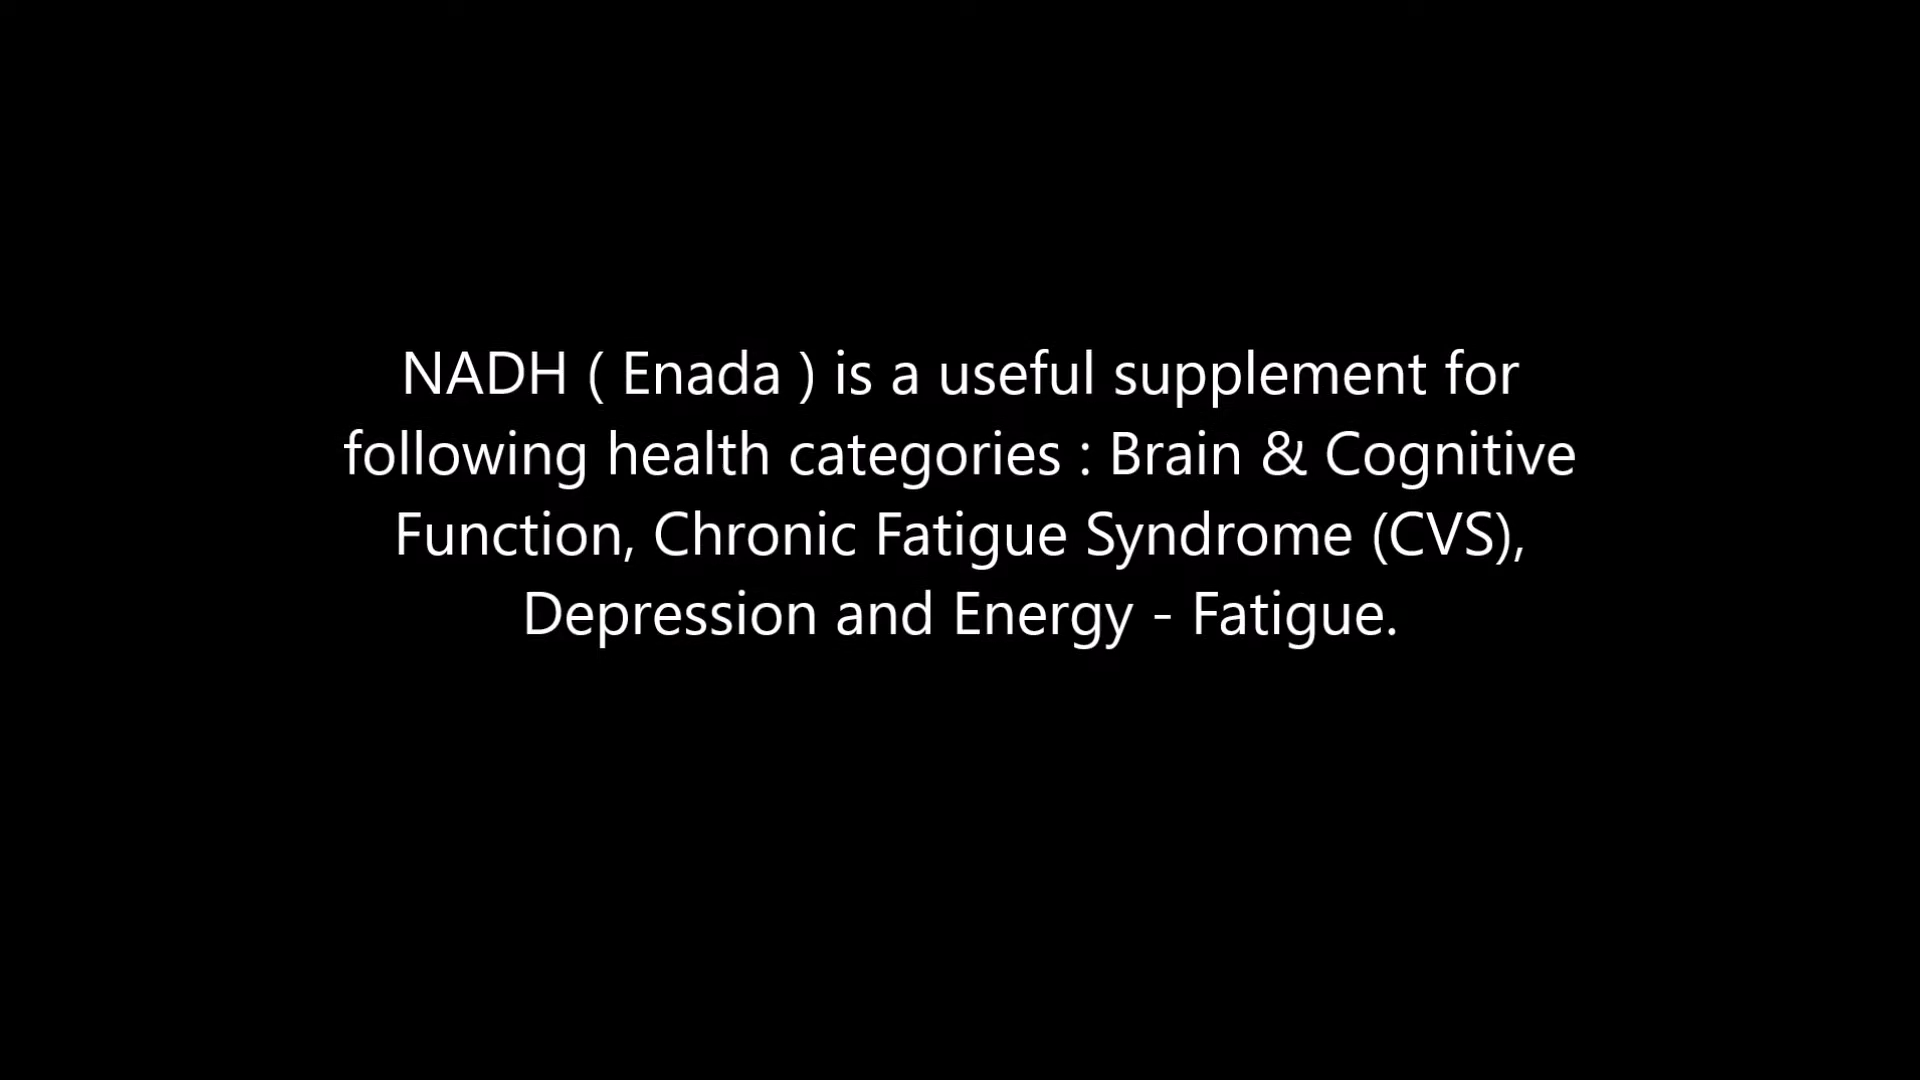 NADH ( Enada ) is a useful supplement for
following health categories : Brain & Cognitive
Function, Chronic Fatigue Syndrome (CVS),
Depression and Energy - Fatigue.